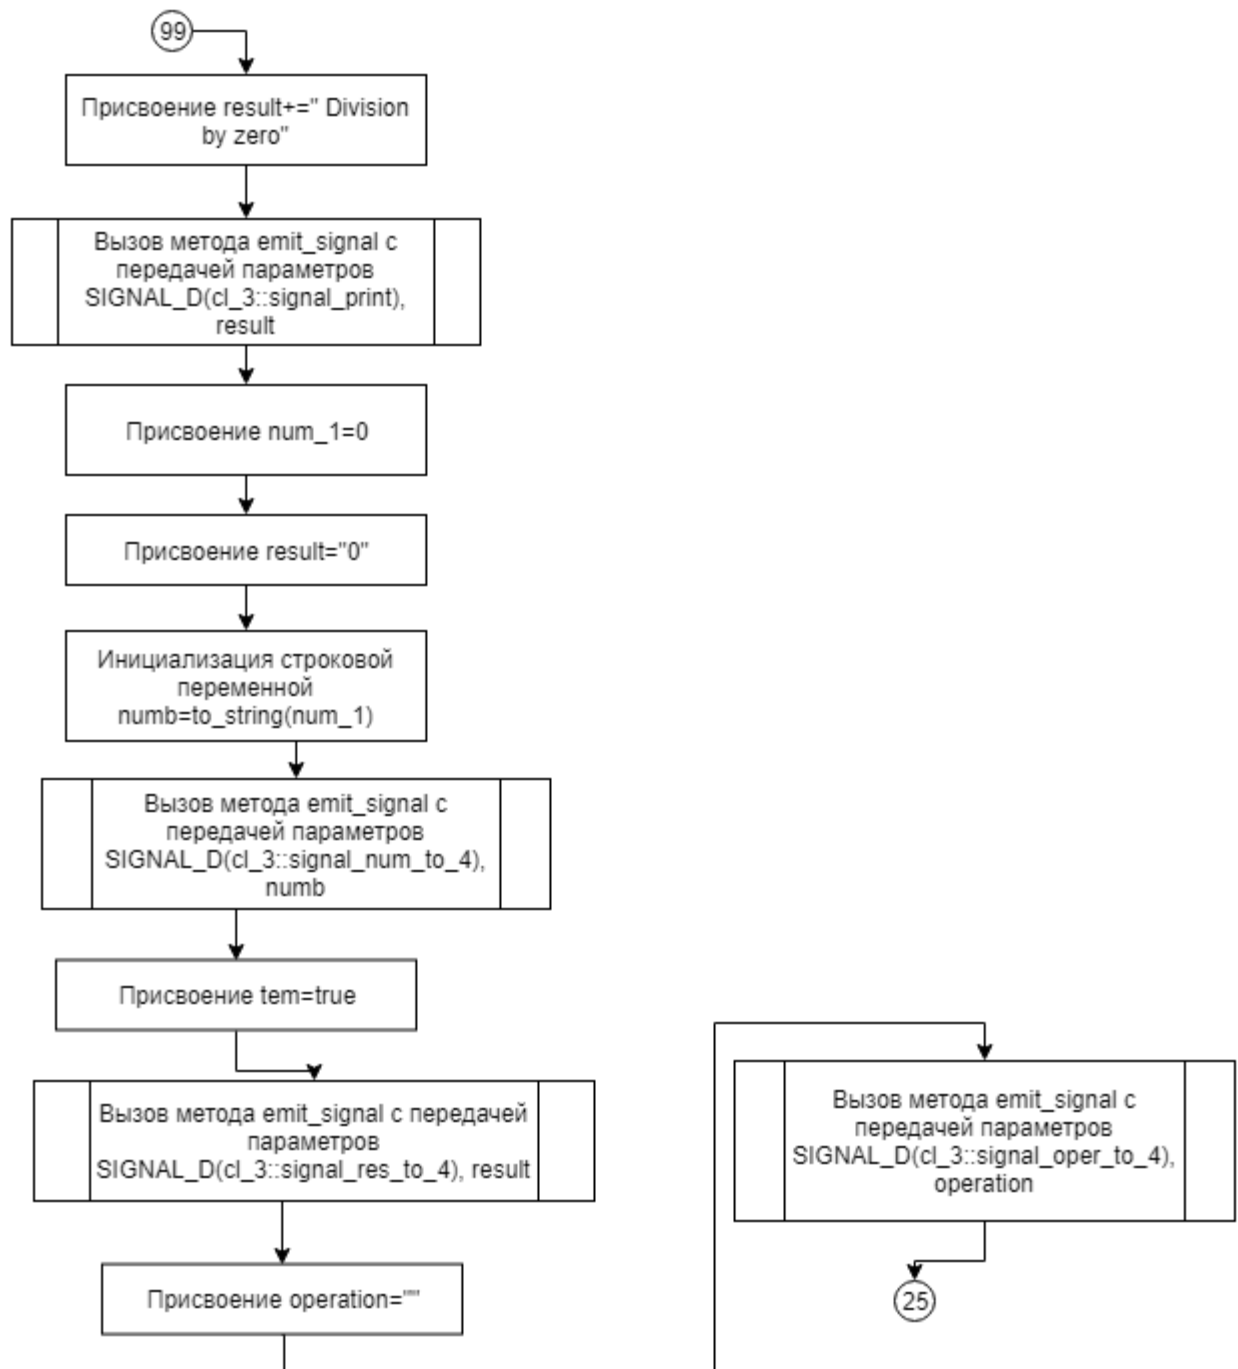 99
Присвоение result+=" Division
by zero"
Вызов метода emit_signal с
передачей параметров
SIGNAL_D(cl_3::signal_print),
result
Присвоение num_1=0
Присвоение result="0"
Инициализация строковой
переменной
numb=to_string(num_1)
Вызов метода emit_signal с
передачей параметров
SIGNAL_D(cl_3::signal_num_to_4),
numb
Присвоение tem=true
Вызов метода emit_signal с передачей
параметров
SIGNAL_D(cl_3::signal_res_to_4), result
Присвоение operation=""
Вызов метода emit_signal с
передачей параметров
SIGNAL_D(cl_3::signal_oper_to_4),
operation
25